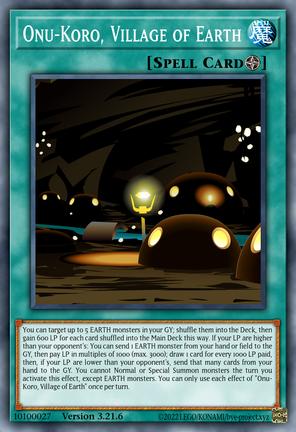 Onu-Koro, Village of Earth
魔
[Spell Card]
You can target up to 5 EARTH monsters in your GY; shuffle them into the Deck, then
gain 600 LP for each card shuffled into the Main Deck this way. If your LP are higher
than your opponent's: You can send 1 EARTH monster from your hand or field to the
GY, then pay LP in multiples of 1000 (max. 3000); draw 1 card for every 1000 LP paid,
then, if your LP are lower than your opponent's, send that many cards from your
hand to the GY. You cannot Normal or Special Summon monsters the turn you
activate this effect, except EARTH monsters. You can only use each effect of "Onu-
Koro, Village of Earth" once per turn.
10100027
Version 3.21.6
©2022 LEGO/KONAMI/bye-project.xyz